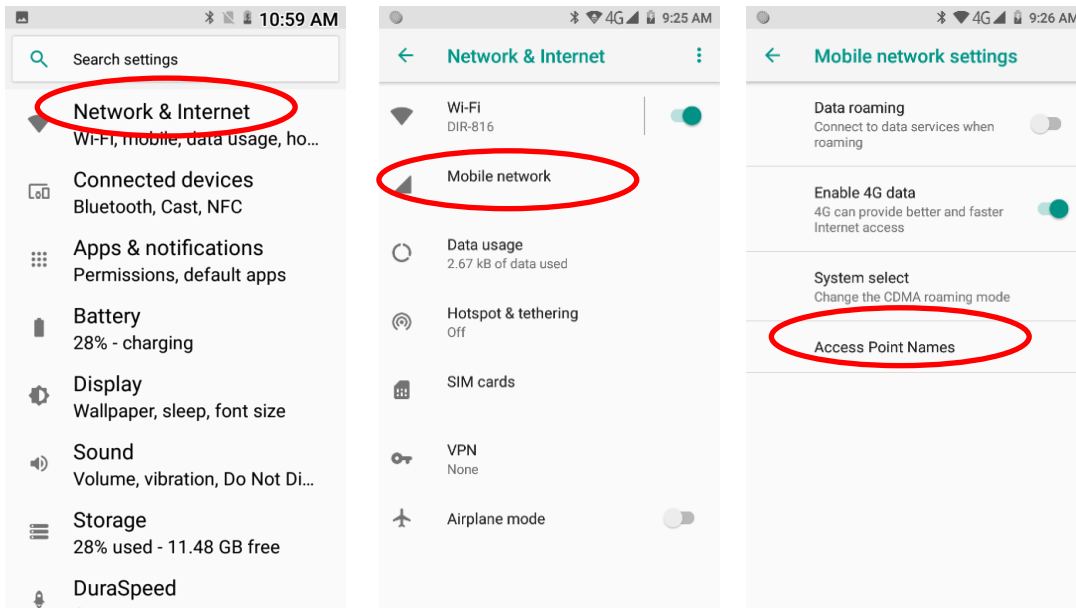 10:59 AM
Search settings
Network & Internet
Wi-Fi, mobile, data usage, ho...
Connected devices
Bluetooth, Cast, NFC
Apps & notifications
Permissions, default apps
Battery
28% - charging
Display
Wallpaper, sleep, font size
Sound
Volume, vibration, Do Not Di...
Storage
28% used - 11.48 GB free
DuraSpeed
4G 9:25 AM
Network & Internet
Wi-Fi
DIR-816
Mobile network
Data usage
2.67 kB of data used
Hotspot & tethering
Off
SIM cards
VPN
None
Airplane mode
4G 9:26 AM
Mobile network settings
Data roaming
Connect to data services when
roaming
Enable 4G data
4G can provide better and faster
Internet access
System select
Change the CDMA roaming mode
Access Point Names